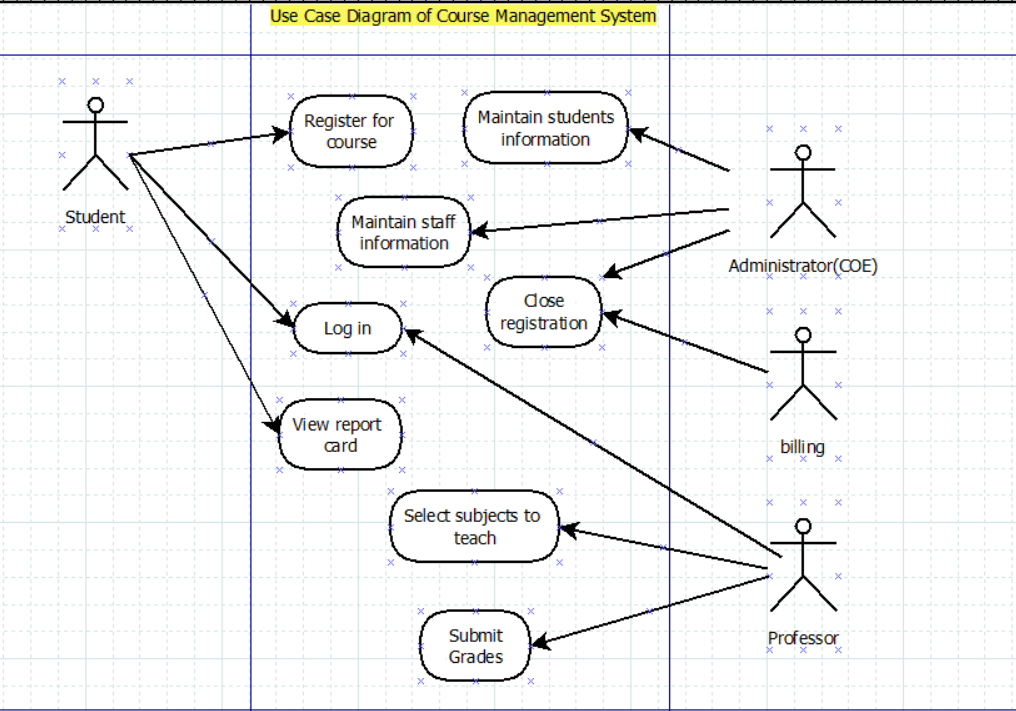 Use Case Diagram of Course Management System
Register for
course
Maintain students
information
Student
Maintain staff
information
Administrator(COE)
Close
registration
Log in
View report
card
billing
Select subjects to
teach
Submit
Grades
Professor